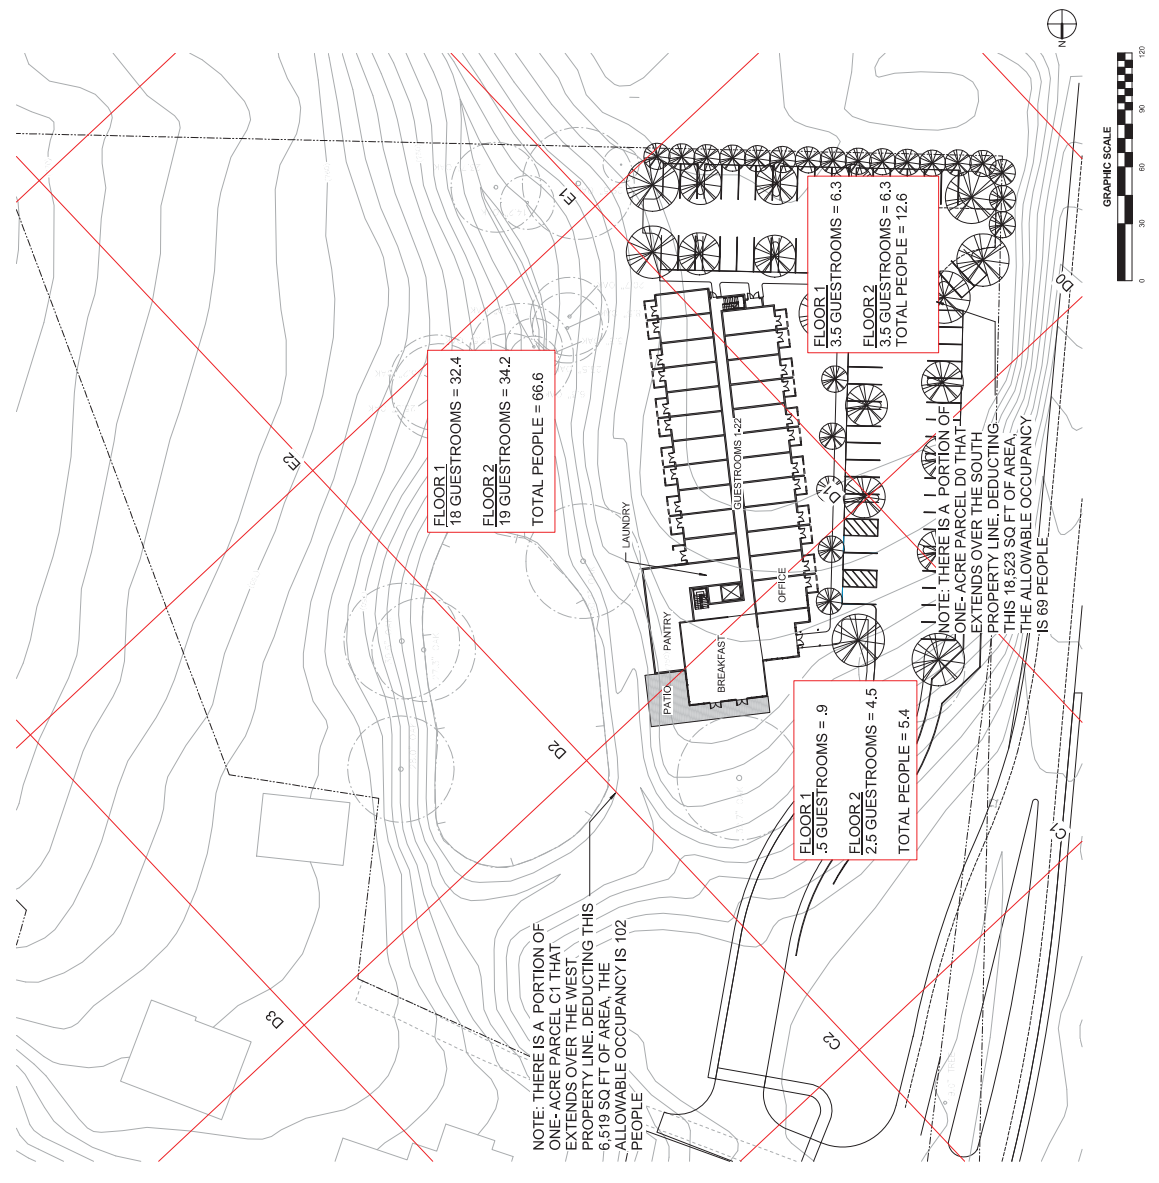 N
GRAPHIC SCALE
0
30
60
90
120
E1
E2
D0
D1
D2
D3
C1
C2
FLOOR 1
18 GUESTROOMS = 32.4
FLOOR 2
19 GUESTROOMS = 34.2
TOTAL PEOPLE = 66.6
FLOOR 1
3.5 GUESTROOMS = 6.3
FLOOR 2
3.5 GUESTROOMS = 6.3
TOTAL PEOPLE = 12.6
FLOOR 1
.5 GUESTROOMS = .9
FLOOR 2
2.5 GUESTROOMS = 4.5
TOTAL PEOPLE = 5.4
LAUNDRY
GUESTROOMS 1-22
OFFICE
PANTRY
BREAKFAST
PATIO
NOTE: THERE IS A PORTION OF
ONE- ACRE PARCEL D0 THAT
EXTENDS OVER THE SOUTH
PROPERTY LINE. DEDUCTING
THIS 18,523 SQ FT OF AREA,
THE ALLOWABLE OCCUPANCY
IS 69 PEOPLE
NOTE: THERE IS A PORTION OF
ONE- ACRE PARCEL C1 THAT
EXTENDS OVER THE WEST
PROPERTY LINE. DEDUCTING THIS
6,519 SQ FT OF AREA, THE
ALLOWABLE OCCUPANCY IS 102
PEOPLE